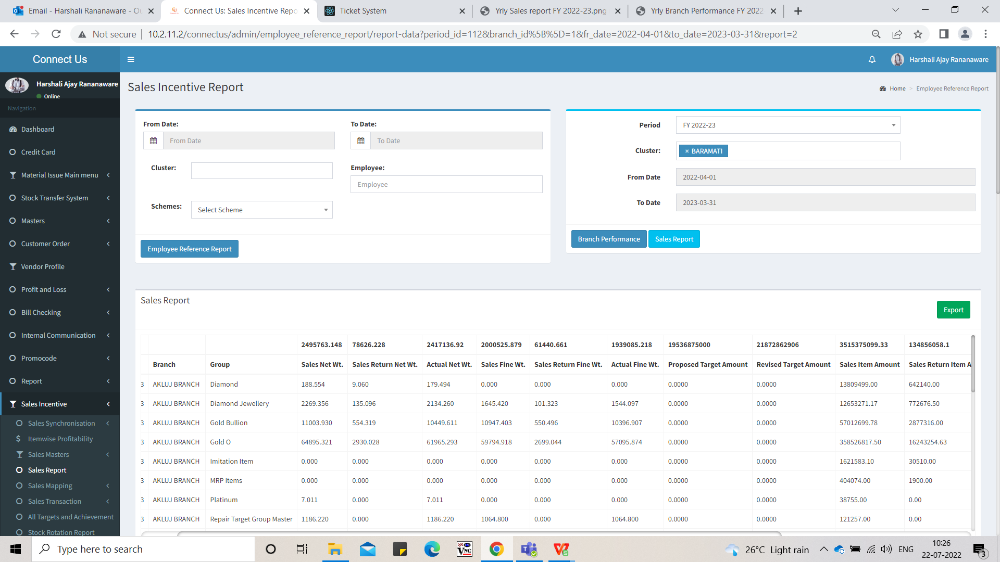 Email - Harshali Rananaware - Ou
Connect Us: Sales Incentive Repo
Ticket System
Yrly Sales report FY 2022-23.png
Yrly Branch Performance FY 2022
Not secure
10.2.11.2/connectus/admin/employee_reference_report/report-data?period_id=112&branch_id%5B%5D=1&fr_date=2022-04-01&to_date=2023-03-31&report=2
Connect Us
Harshali Ajay Rananaware
Harshali Ajay Rananaware
Online
Navigation
Dashboard
Credit Card
Material Issue Main menu
Stock Transfer System
Masters
Customer Order
Vendor Profile
Profit and Loss
Bill Checking
Internal Communication
Promocode
Report
Sales Incentive
Sales Synchronisation
Itemwise Profitability
Sales Masters
Sales Report
Sales Mapping
Sales Transaction
All Targets and Achievement
Stock Rotation Report
Sales Incentive Report
Home > Employee Reference Report
From Date:
From Date
To Date:
To Date
Cluster:
Employee:
Employee
Schemes:
Select Scheme
Employee Reference Report
Period
FY 2022-23
Cluster:
× BARAMATI
From Date
2022-04-01
To Date
2023-03-31
Branch Performance
Sales Report
Sales Report
Export
2495763.148 78626.228 2417136.92 2000525.879 61440.661 1939085.218 19536875000 21872862906 3515375099.33 134856058.1
Branch Group Sales Net Wt. Sales Return Net Wt. Actual Net Wt. Sales Fine Wt. Sales Return Fine Wt. Actual Fine Wt. Proposed Target Amount Revised Target Amount Sales Item Amount Sales Return Item A
3 AKLUJ BRANCH Diamond 188.554 9.060 179.494 0.000 0.000 0.000 0.0000 0.0000 13809499.00 642140.00
3 AKLUJ BRANCH Diamond Jewellery 2269.356 135.096 2134.260 1645.420 101.323 1544.097 0.0000 0.0000 12653271.17 772676.50
3 AKLUJ BRANCH Gold Bullion 11003.930 554.319 10449.611 10947.403 550.496 10396.907 0.0000 0.0000 57012699.78 2877316.00
3 AKLUJ BRANCH Gold O 64895.321 2930.028 61965.293 59794.918 2699.044 57095.874 0.0000 0.0000 358526817.50 16243254.63
3 AKLUJ BRANCH Imitation Item 0.000 0.000 0.000 0.000 0.000 0.000 0.0000 0.0000 1621583.10 30510.00
3 AKLUJ BRANCH MRP Items 0.000 0.000 0.000 0.000 0.000 0.000 0.0000 0.0000 404074.00 1900.00
3 AKLUJ BRANCH Platinum 7.011 0.000 7.011 0.000 0.000 0.000 0.0000 0.0000 38755.00 0.00
3 AKLUJ BRANCH Repair Target Group Master 1186.220 0.000 1186.220 1064.800 0.000 1064.800 0.0000 0.0000 121257.00 0.00
Type here to search
26°C Light rain
ENG
10:26
22-07-2022
3